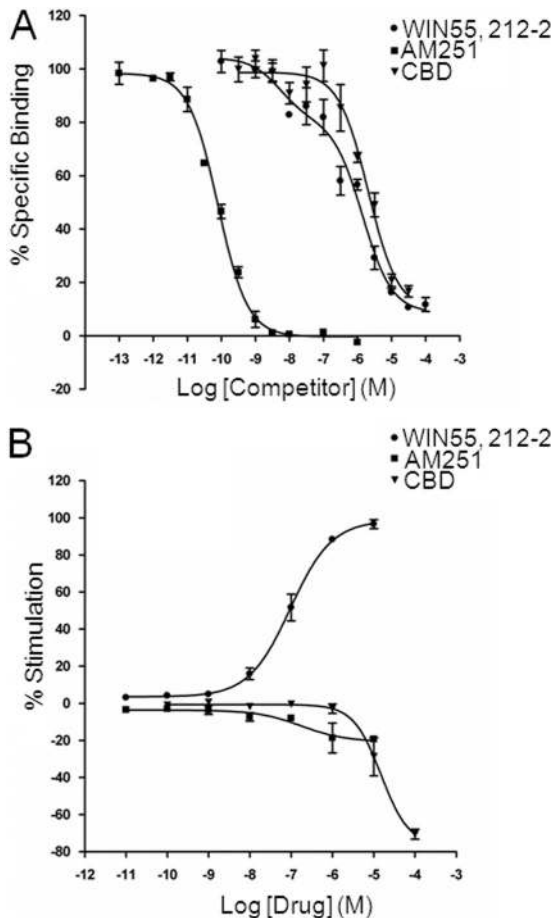 A
WIN55, 212-2
AM251
CBD
% Specific Binding
120
100
80
60
40
20
0
-20
-13 -12 -11 -10 -9 -8 -7 -6 -5 -4 -3
Log [Competitor] (M)
B
WIN55, 212-2
AM251
CBD
% Stimulation
120
100
80
60
40
20
0
-20
-40
-60
-80
-12 -11 -10 -9 -8 -7 -6 -5 -4 -3
Log [Drug] (M)